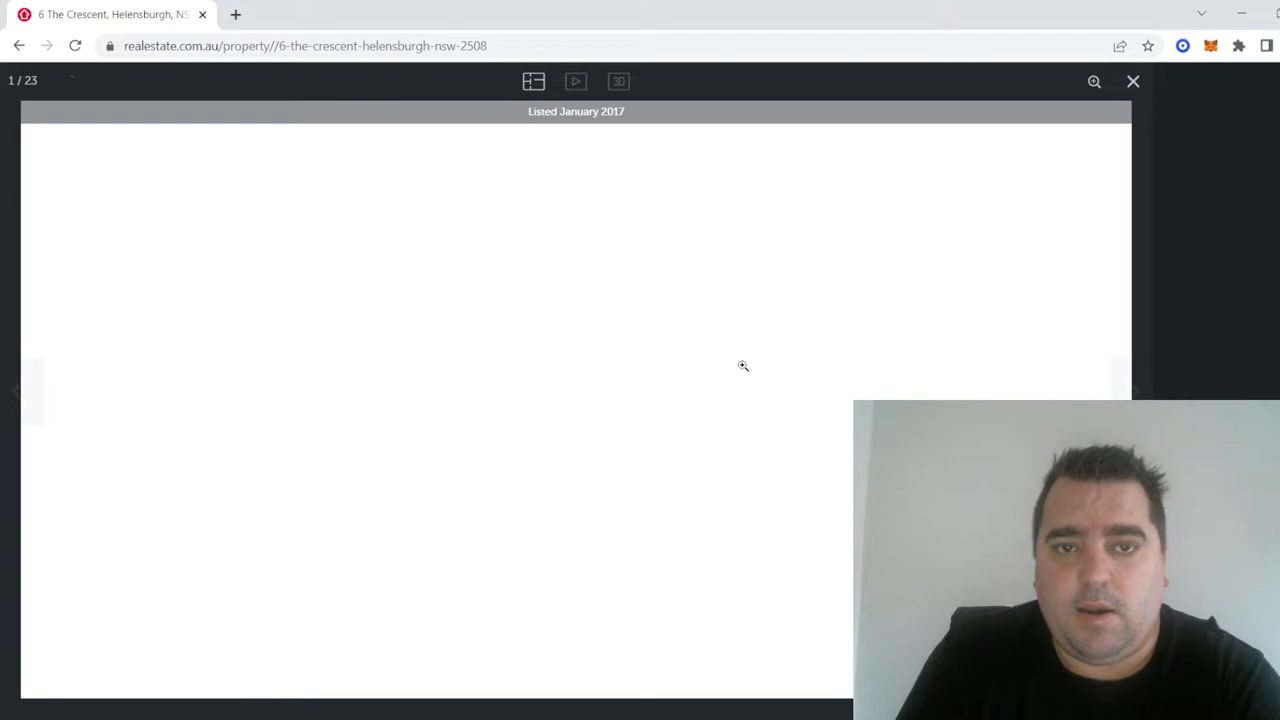 6 The Crescent, Helensburgh, NS
realestate.com.au/property//6-the-crescent-helensburgh-nsw-2508
1 / 23
3D
Listed January 2017